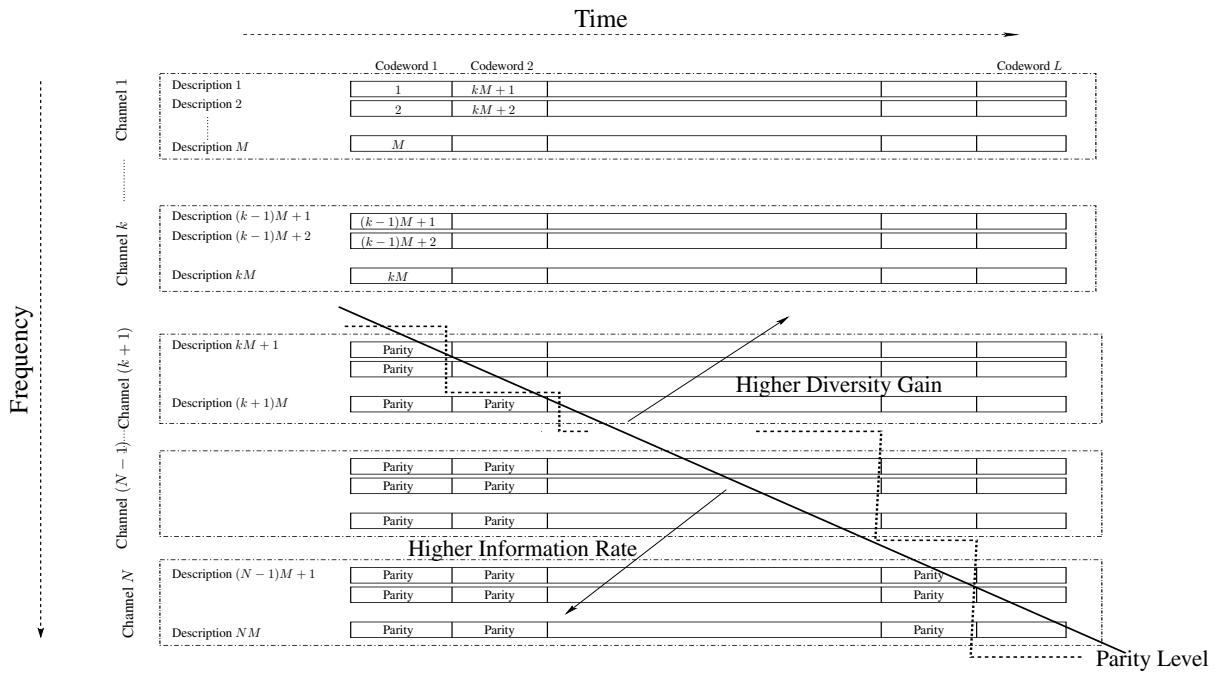 Time
Codeword 1 Codeword 2 Codeword L
Channel 1
Description 1 1 kM + 1
Description 2 2 kM + 2
Description M M
Channel k
Description (k − 1)M + 1 (k − 1)M + 1
Description (k − 1)M + 2 (k − 1)M + 2
Description kM kM
Frequency
Channel (k + 1)
Description kM + 1 Parity
Parity
Description (k + 1)M Parity Parity
Higher Diversity Gain
Channel (N − 1)
Parity Parity
Parity Parity
Parity Parity
Higher Information Rate
Channel N
Description (N − 1)M + 1 Parity Parity Parity
Parity Parity Parity
Description NM Parity Parity Parity
Parity Level